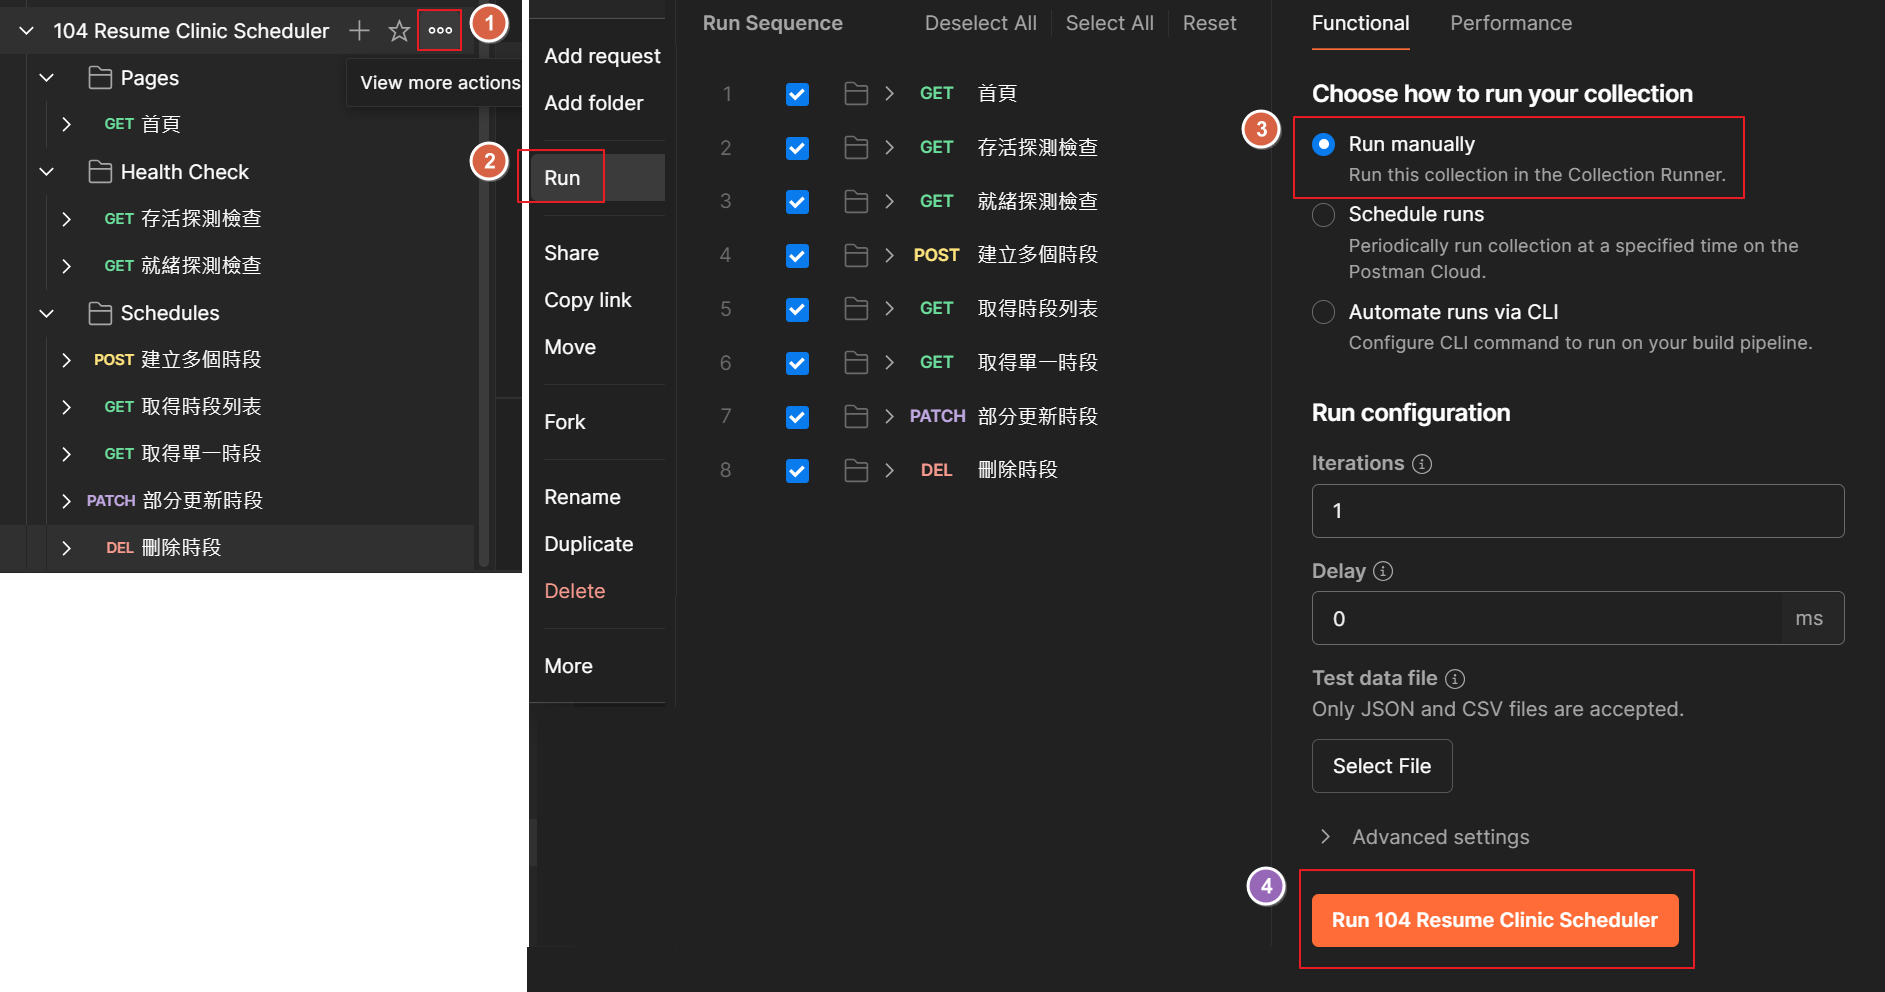 104 Resume Clinic Scheduler
1
View more actions
Pages
GET 首頁
Health Check
GET 存活探測檢查
GET 就緒探測檢查
Schedules
POST 建立多個時段
GET 取得時段列表
GET 取得單一時段
PATCH 部分更新時段
DEL 刪除時段
Add request
Add folder
2
Run
Share
Copy link
Move
Fork
Rename
Duplicate
Delete
More
Run Sequence Deselect All Select All Reset
1 GET 首頁
2 GET 存活探測檢查
3 GET 就緒探測檢查
4 POST 建立多個時段
5 GET 取得時段列表
6 GET 取得單一時段
7 PATCH 部分更新時段
8 DEL 刪除時段
Functional Performance
Choose how to run your collection
3
Run manually
Run this collection in the Collection Runner.
Schedule runs
Periodically run collection at a specified time on the
Postman Cloud.
Automate runs via CLI
Configure CLI command to run on your build pipeline.
Run configuration
Iterations
1
Delay
0 ms
Test data file
Only JSON and CSV files are accepted.
Select File
Advanced settings
4
Run 104 Resume Clinic Scheduler